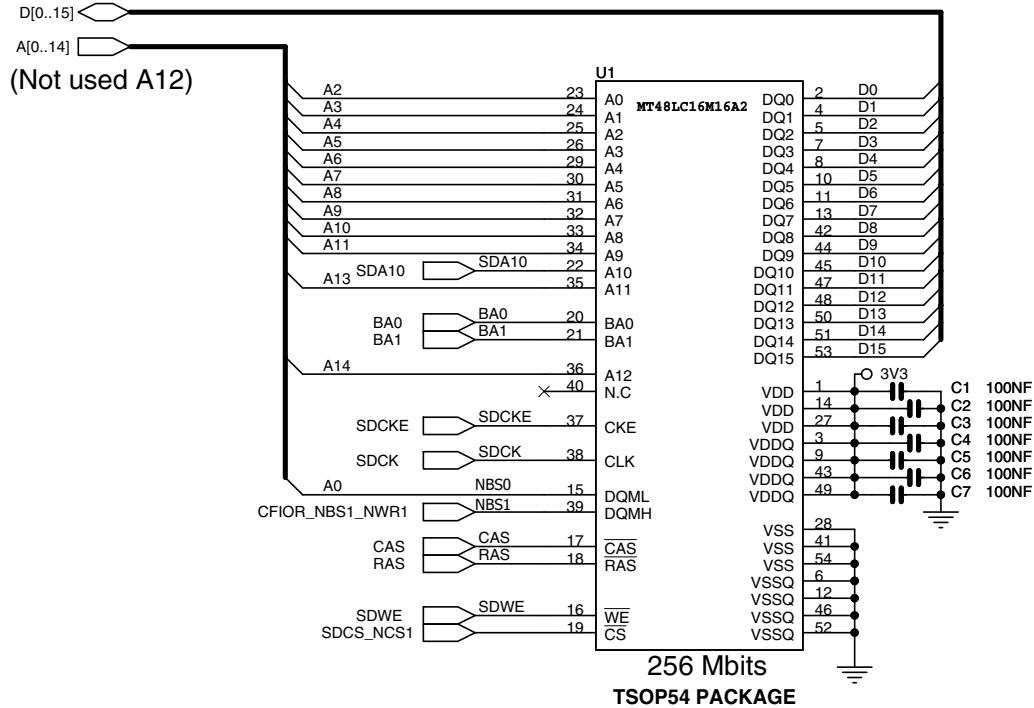 D[0..15]
A[0..14]
(Not used A12)
U1
MT48LC16M16A2
A2 23 A0 DQ0 2 D0
A3 24 A1 DQ1 4 D1
A4 25 A2 DQ2 5 D2
A5 26 A3 DQ3 7 D3
A6 29 A4 DQ4 8 D4
A7 30 A5 DQ5 10 D5
A8 31 A6 DQ6 11 D6
A9 32 A7 DQ7 13 D7
A10 33 A8 DQ8 42 D8
A11 34 A9 DQ9 44 D9
SDA10 SDA10 22 A10 DQ10 45 D10
A13 35 A11 DQ11 47 D11
DQ12 48 D12
BA0 BA0 20 BA0 DQ13 50 D13
BA1 BA1 21 BA1 DQ14 51 D14
DQ15 53 D15
A14 36 A12 3V3
40 N.C VDD 1 C1 100NF
VDD 14 C2 100NF
SDCKE SDCKE 37 CKE VDD 27 C3 100NF
VDDQ 3 C4 100NF
SDCK SDCK 38 CLK VDDQ 9 C5 100NF
VDDQ 43 C6 100NF
A0 NBS0 15 DQML VDDQ 49 C7 100NF
CFIOR_NBS1_NWR1 NBS1 39 DQMH
VSS 28
CAS CAS 17 CAS VSS 41
RAS RAS 18 RAS VSS 54
VSSQ 6
VSSQ 12
SDWE SDWE 16 WE VSSQ 46
SDCS_NCS1 19 CS VSSQ 52
256 Mbits
TSOP54 PACKAGE